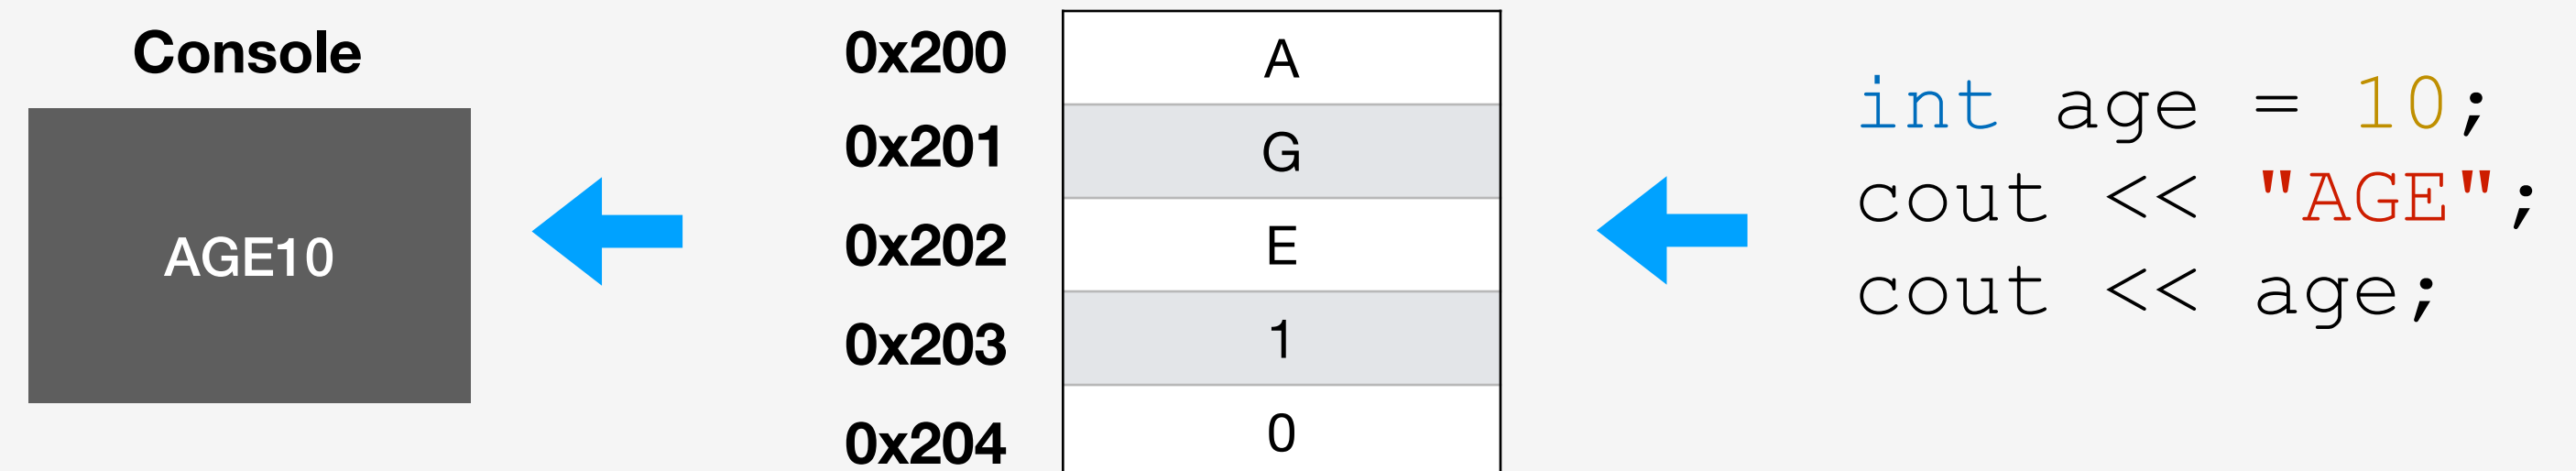 Console
AGE10
0x200 A
0x201 G
0x202 E
0x203 1
0x204 0
int age = 10;
cout << "AGE";
cout << age;